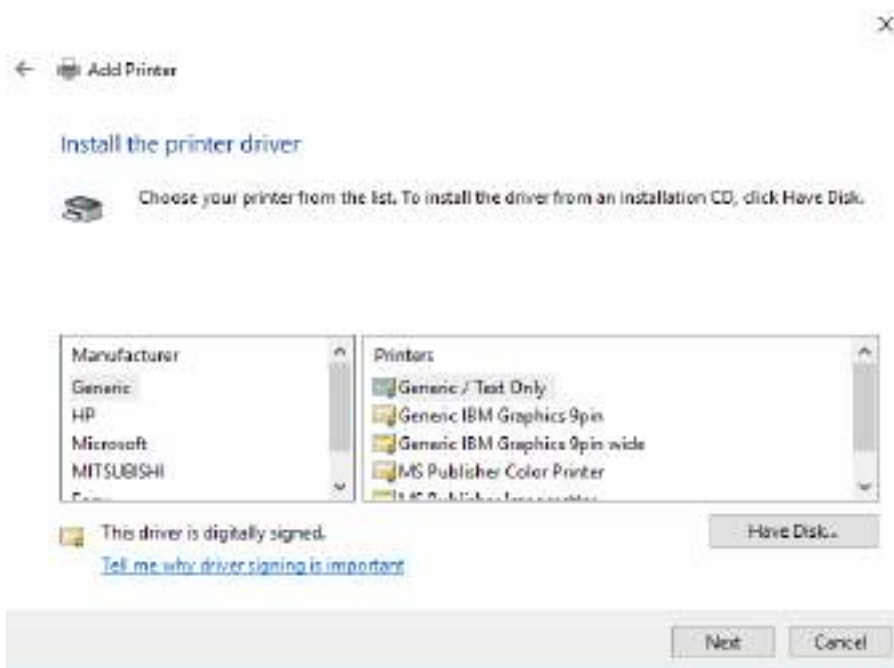 Add Printer
Install the printer driver
Choose your printer from the list. To install the driver from an installation CD, click Have Disk.
Manufacturer
Generic
HP
Microsoft
MITSUBISHI
Printers
Generic / Text Only
Generic IBM Graphics 9pin
Generic IBM Graphics 9pin wide
MS Publisher Color Printer
This driver is digitally signed.
Have Disk...
Tell me why driver signing is important
Next
Cancel